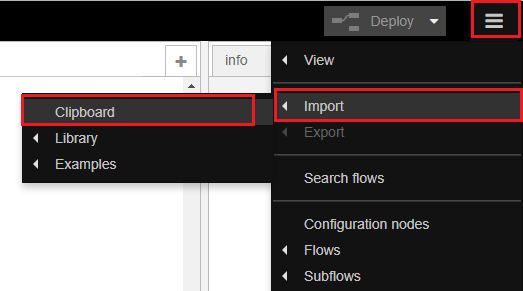 Deploy
info
View
Import
Export
Clipboard
Library
Examples
Search flows
Configuration nodes
Flows
Subflows